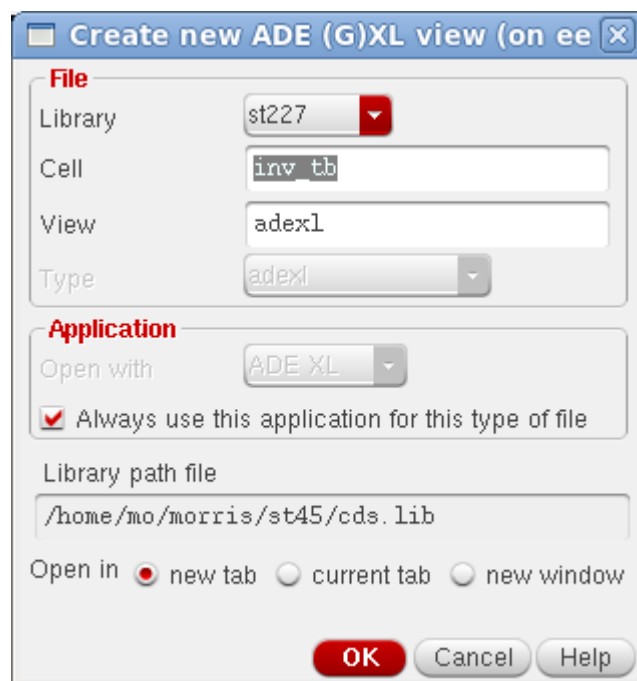 Create new ADE (G)XL view (on ee
File
Library st227
Cell inv_tb
View adexl
Type adexl
Application
Open with ADE XL
Always use this application for this type of file
Library path file
/home/mo/morris/st45/cds.lib
Open in new tab current tab new window
OK Cancel Help